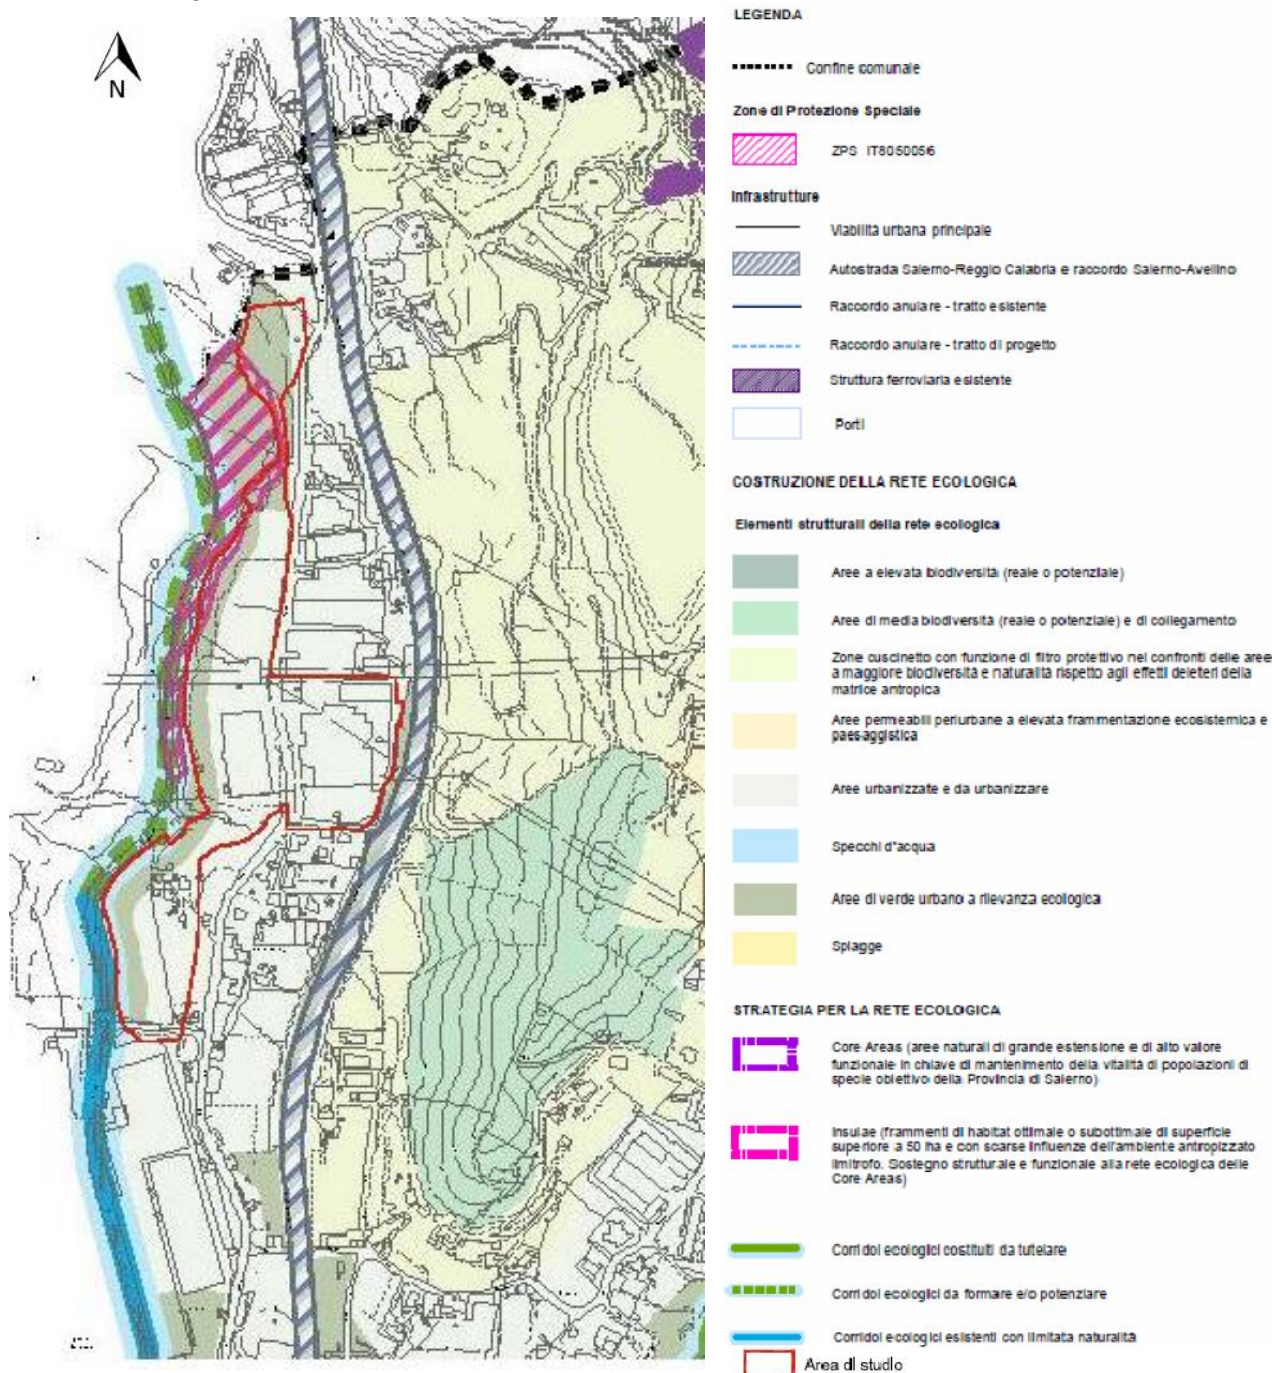 N
P
LEGENDA
Confine comunale
Zone di Protezione Speciale
ZPS IT8050056
Infrastrutture
Viabilità urbana principale
Autostrada Salerno-Reggio Calabria e raccordo Salerno-Avellino
Raccordo anulare - tratto esistente
Raccordo anulare - tratto di progetto
Struttura ferroviaria esistente
Porti
COSTRUZIONE DELLA RETE ECOLOGICA
Elementi strutturali della rete ecologica
Aree a elevata biodiversità (reale o potenziale)
Aree di media biodiversità (reale o potenziale) e di collegamento
Zone cuscinetto con funzione di filtro protettivo nei confronti delle aree
a maggiore biodiversità e naturalità rispetto agli effetti deleteri della
matrice antropica
Aree permeabili periurbane a elevata frammentazione ecosistemica e
paesaggistica
Aree urbanizzate e da urbanizzare
Specchi d'acqua
Aree di verde urbano a rilevanza ecologica
Spiagge
STRATEGIA PER LA RETE ECOLOGICA
Core Areas (aree naturali di grande estensione e di alto valore
funzionale in chiave di mantenimento della vitalità di popolazioni di
specie obiettivo della Provincia di Salerno)
Insulae (frammenti di habitat ottimale o subottimale di superficie
superiore a 50 ha e con scarse influenze dell'ambiente antropizzato
limitrofo. Sostegno strutturale e funzionale alla rete ecologica delle
Core Areas)
Corridoi ecologici costituiti da tutelare
Corridoi ecologici da formare e/o potenziare
Corridoi ecologici esistenti con limitata naturalità
Area di studio